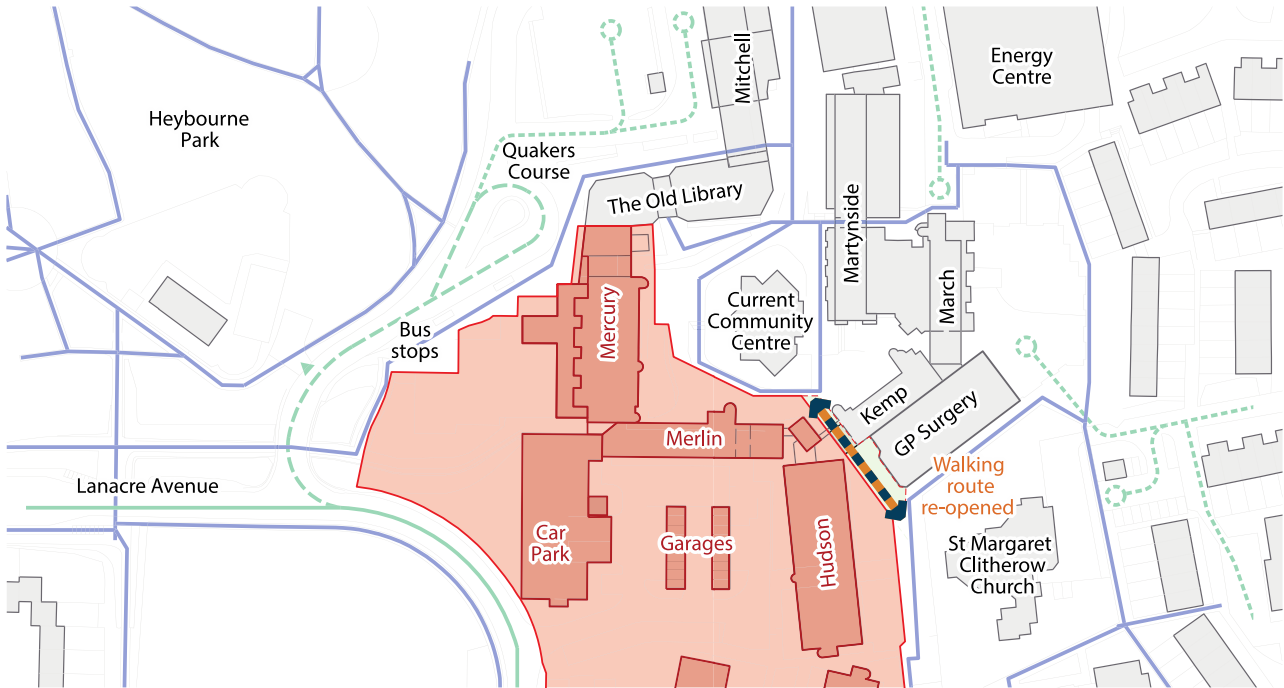 Mitchell
Energy
Centre
Heybourne
Park
Quakers
Course
The Old Library
Martynside
March
Current
Community
Centre
Mercury
Bus
stops
Kemp
GP Surgery
Merlin
Walking
route
re-opened
Lanacre Avenue
Car
Park
Garages
Hudson
St Margaret
Clitherow
Church